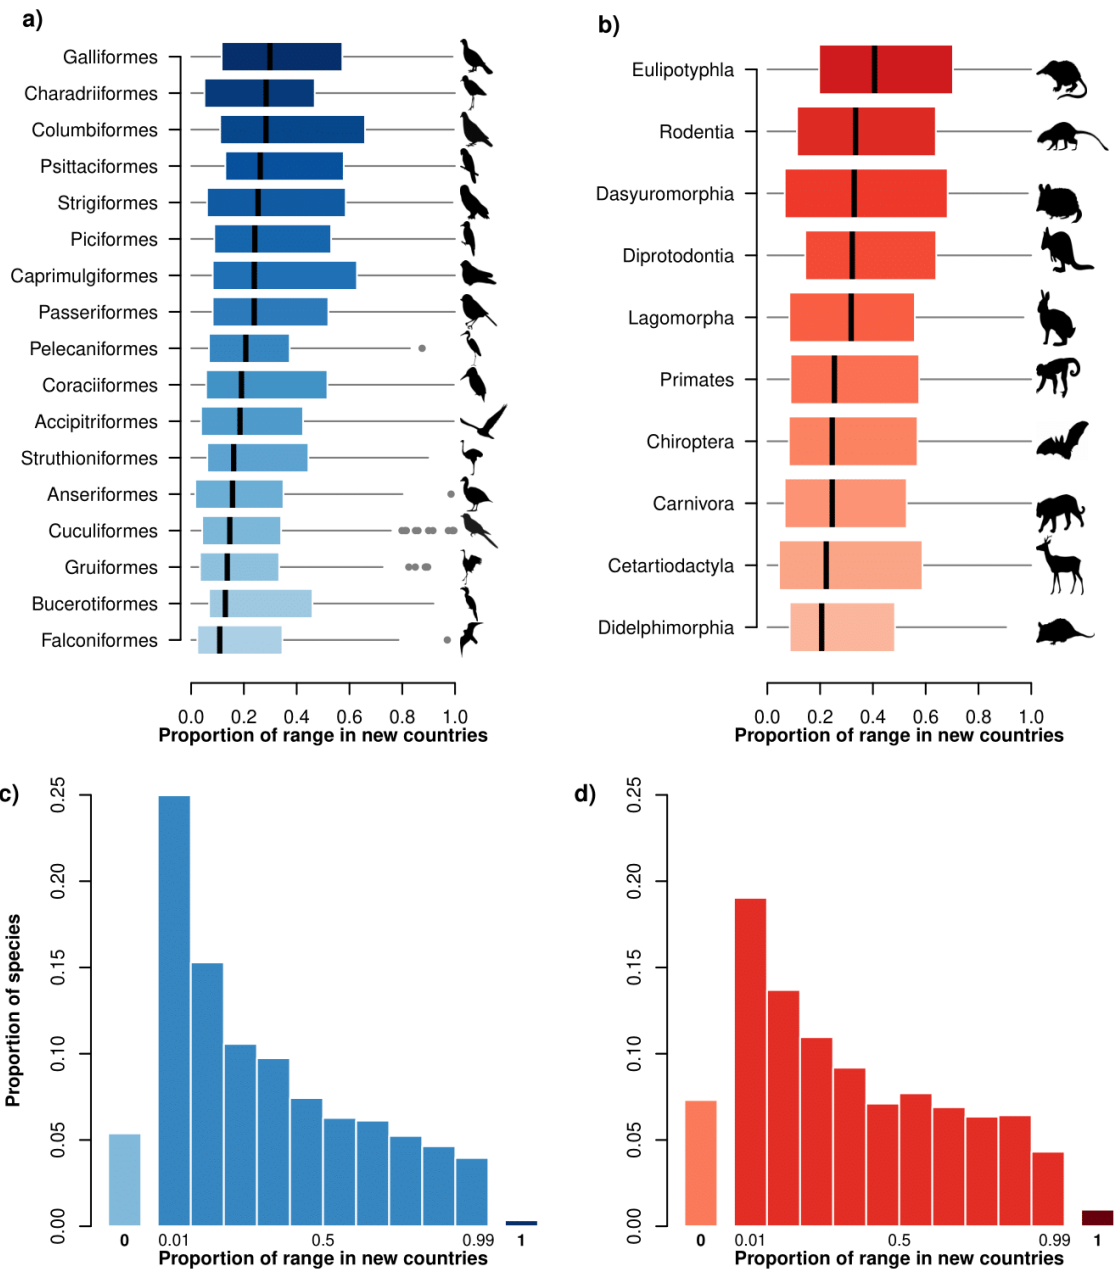 a)
Galliformes
Charadriiformes
Columbiformes
Psittaciformes
Strigiformes
Piciformes
Caprimulgiformes
Passeriformes
Pelecaniformes
Coraciiformes
Accipitriformes
Struthioniformes
Anseriformes
Cuculiformes
Gruiformes
Bucerotiformes
Falconiformes
0.0 0.2 0.4 0.6 0.8 1.0
Proportion of range in new countries
b)
Eulipotyphla
Rodentia
Dasyuromorphia
Diprotodontia
Lagomorpha
Primates
Chiroptera
Carnivora
Cetartiodactyla
Didelphimorphia
0.0 0.2 0.4 0.6 0.8 1.0
Proportion of range in new countries
c)
Proportion of species
0.25
0.20
0.15
0.10
0.05
0.00
0 0.01 0.5 0.99 1
Proportion of range in new countries
d)
0.25
0.20
0.15
0.10
0.05
0.00
0 0.01 0.5 0.99 1
Proportion of range in new countries